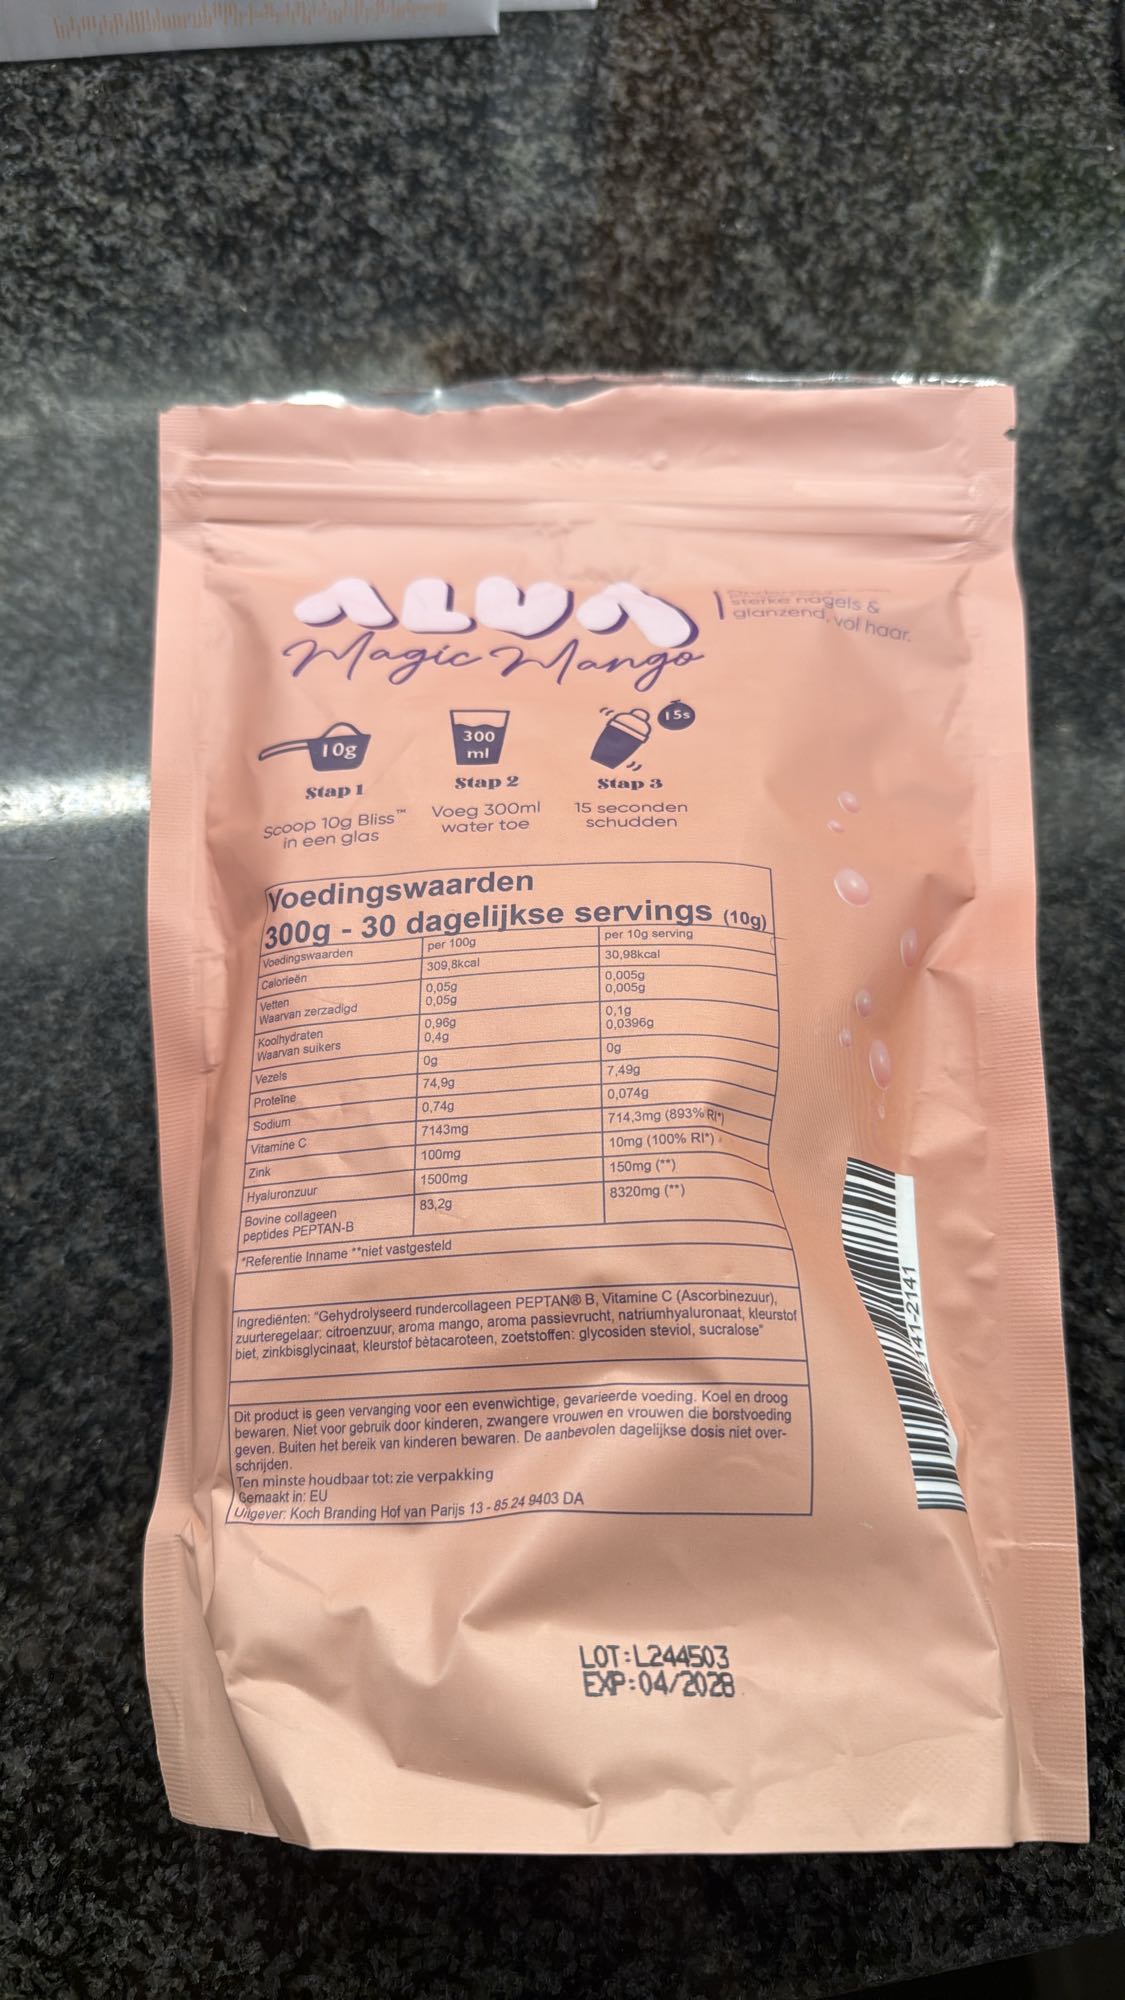 ALUA
sterke nagels &
glanzend, vol haar.
Magic Mango
10g
300
ml
15s
Stap 1
Stap 2
Stap 3
Scoop 10g Bliss™
in een glas
Voeg 300ml
water toe
15 seconden
schudden
Voedingswaarden
300g - 30 dagelijkse servings (10g)
Voedingswaarden per 100g per 10g serving
Calorieën 309,8kcal 30,98kcal
Vetten 0,05g 0,005g
Waarvan zerzadigd 0,05g 0,005g
Koolhydraten 0,96g 0,1g
Waarvan suikers 0,4g 0,0396g
Vezels 0g 0g
Proteïne 74,9g 7,49g
Sodium 0,74g 0,074g
Vitamine C 7143mg 714,3mg (893% RI*)
Zink 100mg 10mg (100% RI*)
Hyaluronzuur 1500mg 150mg (**)
Bovine collageen 83,2g 8320mg (**)
peptides PEPTAN-B
*Referentie Inname **niet vastgesteld
Ingrediënten: "Gehydrolyseerd rundercollageen PEPTAN® B, Vitamine C (Ascorbinezuur),
zuurteregelaar: citroenzuur, aroma mango, aroma passievrucht, natriumhyaluronaat, kleurstof
biet, zinkbisglycinaat, kleurstof bètacaroteen, zoetstoffen: glycosiden steviol, sucralose"
Dit product is geen vervanging voor een evenwichtige, gevarieerde voeding. Koel en droog
bewaren. Niet voor gebruik door kinderen, zwangere vrouwen en vrouwen die borstvoeding
geven. Buiten het bereik van kinderen bewaren. De aanbevolen dagelijkse dosis niet over-
schrijden.
Ten minste houdbaar tot: zie verpakking
Gemaakt in: EU
Uitgever: Koch Branding Hof van Parijs 13 - 85 24 9403 DA
141-2141
LOT:L244503
EXP:04/2028